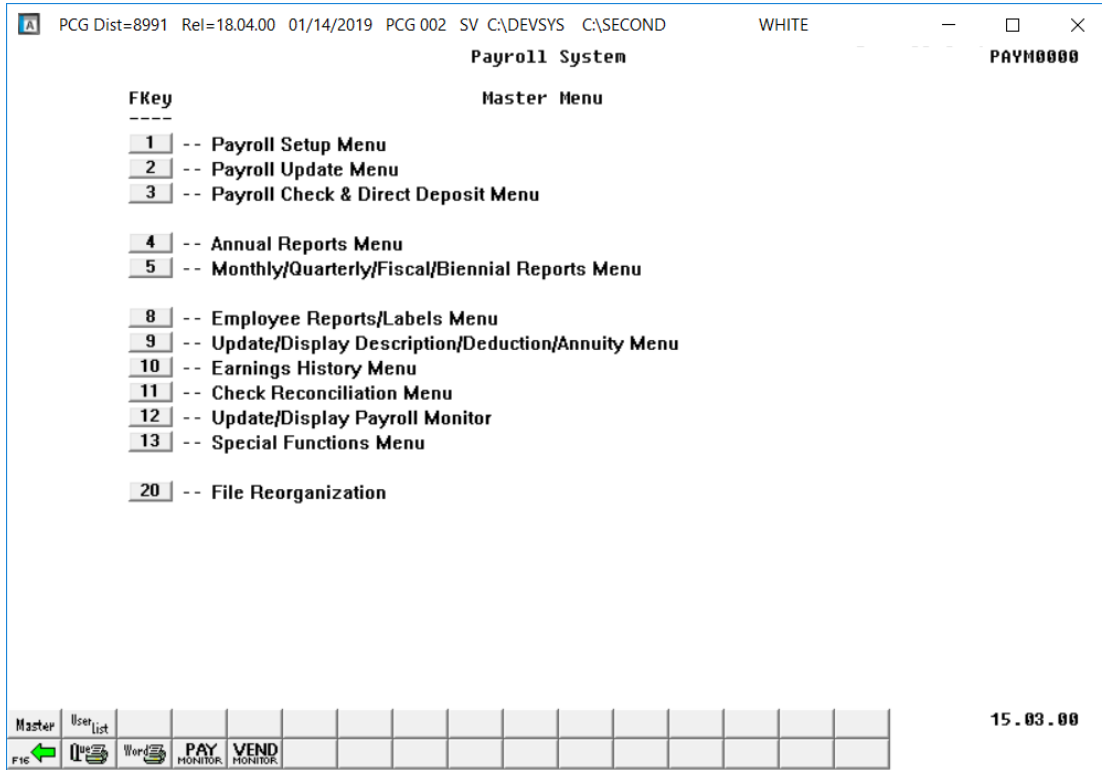 PCG Dist=8991 Rel=18.04.00 01/14/2019 PCG 002 SV C:\DEVSYS C:\SECOND WHITE
Payroll System PAYM0000
FKey Master Menu
----
1 -- Payroll Setup Menu
2 -- Payroll Update Menu
3 -- Payroll Check & Direct Deposit Menu
4 -- Annual Reports Menu
5 -- Monthly/Quarterly/Fiscal/Biennial Reports Menu
8 -- Employee Reports/Labels Menu
9 -- Update/Display Description/Deduction/Annuity Menu
10 -- Earnings History Menu
11 -- Check Reconciliation Menu
12 -- Update/Display Payroll Monitor
13 -- Special Functions Menu
20 -- File Reorganization
Master User List 15.03.00
F16 Que Word PAY MONITOR VEND MONITOR